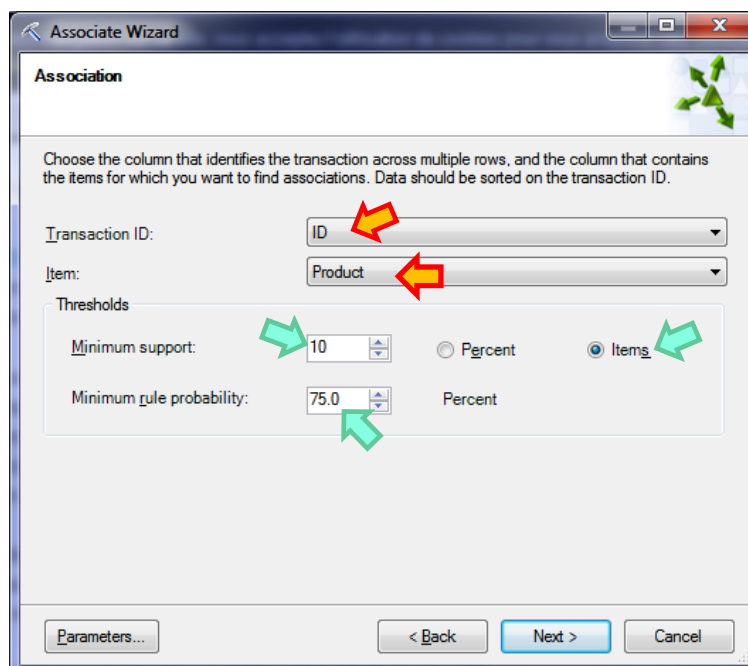 Associate Wizard
Association
Choose the column that identifies the transaction across multiple rows, and the column that contains
the items for which you want to find associations. Data should be sorted on the transaction ID.
Transaction ID: ID
Item: Product
Thresholds
Minimum support: 10 Percent Items
Minimum rule probability: 75.0 Percent
Parameters... < Back Next > Cancel